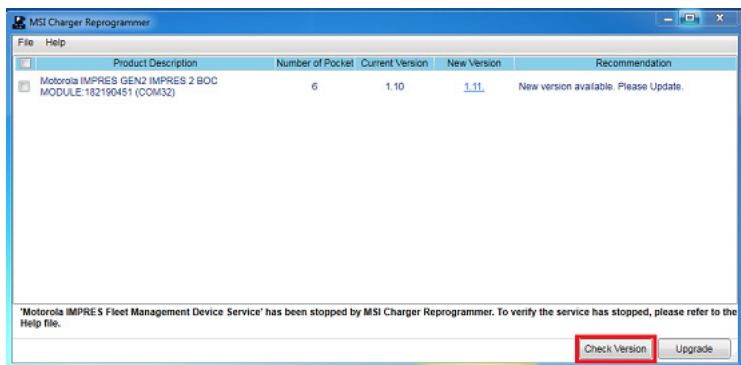 MSI Charger Reprogrammer
File Help
Product Description Number of Pocket Current Version New Version Recommendation
Motorola IMPRES GEN2 IMPRES 2 BOC
MODULE:182190451 (COM32) 6 1.10 1.11. New version available. Please Update.
'Motorola IMPRES Fleet Management Device Service' has been stopped by MSI Charger Reprogrammer. To verify the service has stopped, please refer to the
Help file.
Check Version Upgrade